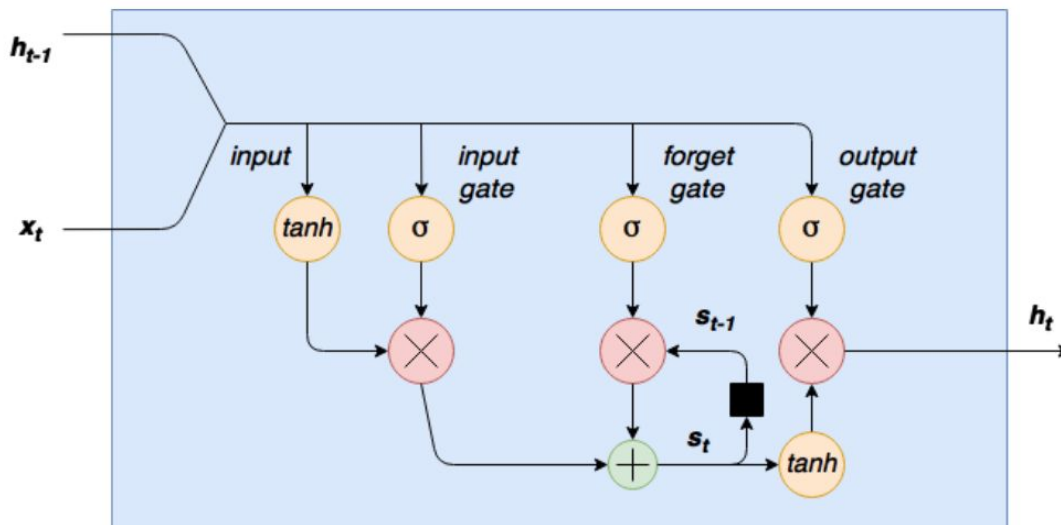 h_{t-1}
input
input
gate
forget
gate
output
gate
x_t
tanh
σ
σ
σ
s_{t-1}
h_t
s_t
tanh